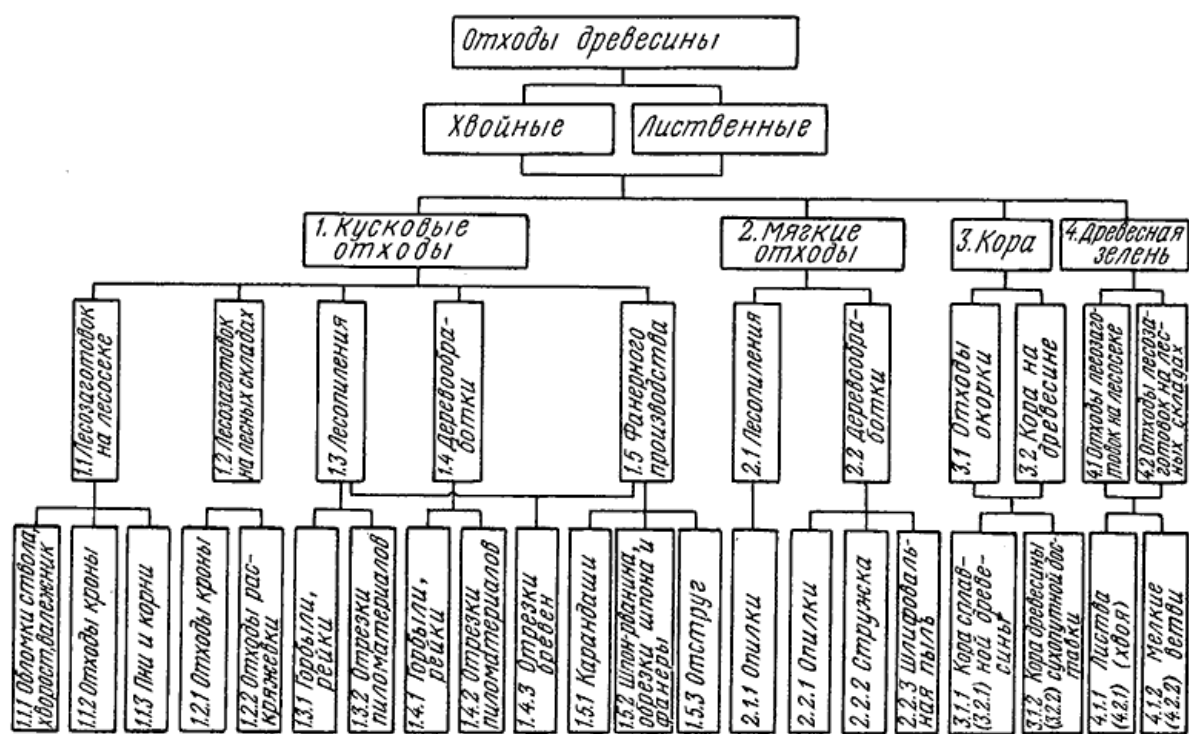 Отходы древесины
Хвойные
Лиственные
1. Кусковые
отходы
2. Мягкие
отходы
3. Кора
4. Древесная
зелень
1.1 Лесозаготовок
на лесосеке
1.2 Лесозаготовок
на лесных складах
1.3 Лесопиления
1.4 Деревообра-
ботки
1.5 Фанерного
производства
2.1 Лесопиления
2.2 Деревообра-
ботки
3.1 Отходы
окорки
3.2 Кора на
древесине
4.1 Отходы лесозаго-
товок на лесосеке
4.2 Отходы лесоза-
готовок на лес-
ных складах
1.1.1 Обломки ствола,
хворост, валежник
1.1.2 Отходы кроны
1.1.3 Пни и корни
1.2.1 Отходы кроны
1.2.2 Отходы рас-
кряжевки
1.3.1 Горбыли,
рейки
1.3.2 Отрезки
пиломатериалов
1.4.1 Горбыли,
рейки
1.4.2 Отрезки
пиломатериалов
1.4.3 Отрезки
бревен
1.5.1 Карандаши
1.5.2 Шпон-рванина,
обрезки шпона и
фанеры
1.5.3 Отструг
2.1.1 Опилки
2.2.1 Опилки
2.2.2 Стружка
2.2.3 Шлифоваль-
ная пыль
3.1.1 Кора сплав-
(3.2.1) ной древе-
сины
3.1.2 Кора древесины
(3.2.2) сухопутной дос-
тавки
4.1.1 Листва
(4.2.1) (хвоя)
4.1.2 Мелкие
(4.2.2) ветви